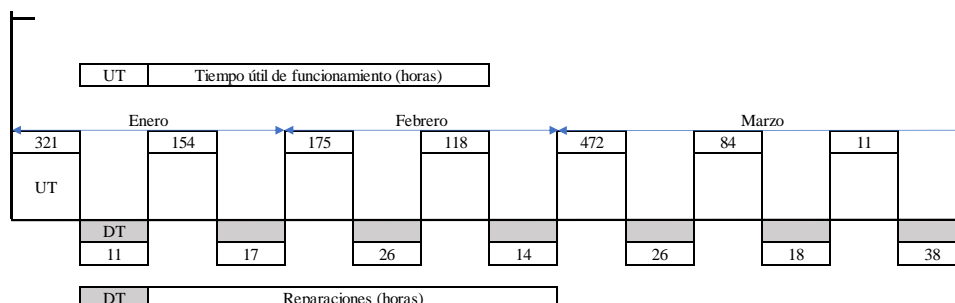 UT Tiempo útil de funcionamiento (horas)
Enero Febrero Marzo
321 154 175 118 472 84 11
UT
DT
11 17 26 14 26 18 38
DT Reparaciones (horas)